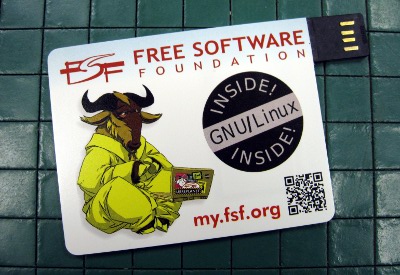 FSF
FREE SOFTWARE
FOUNDATION
INSIDE!
GNU/Linux
INSIDE!
my.fsf.org